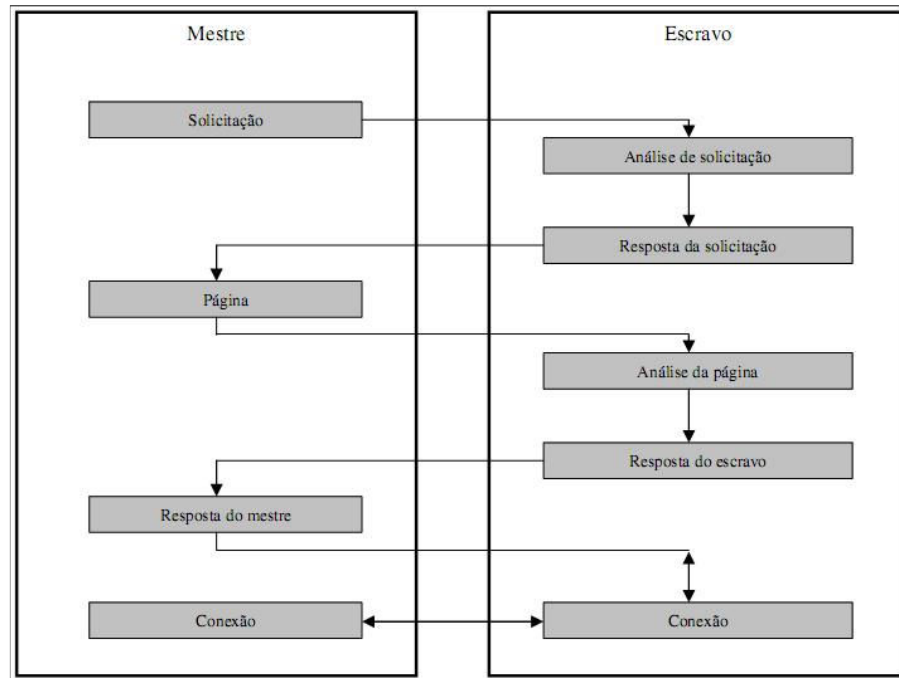 Mestre
Escravo
Solicitação
Análise de solicitação
Resposta da solicitação
Página
Análise da página
Resposta do escravo
Resposta do mestre
Conexão
Conexão